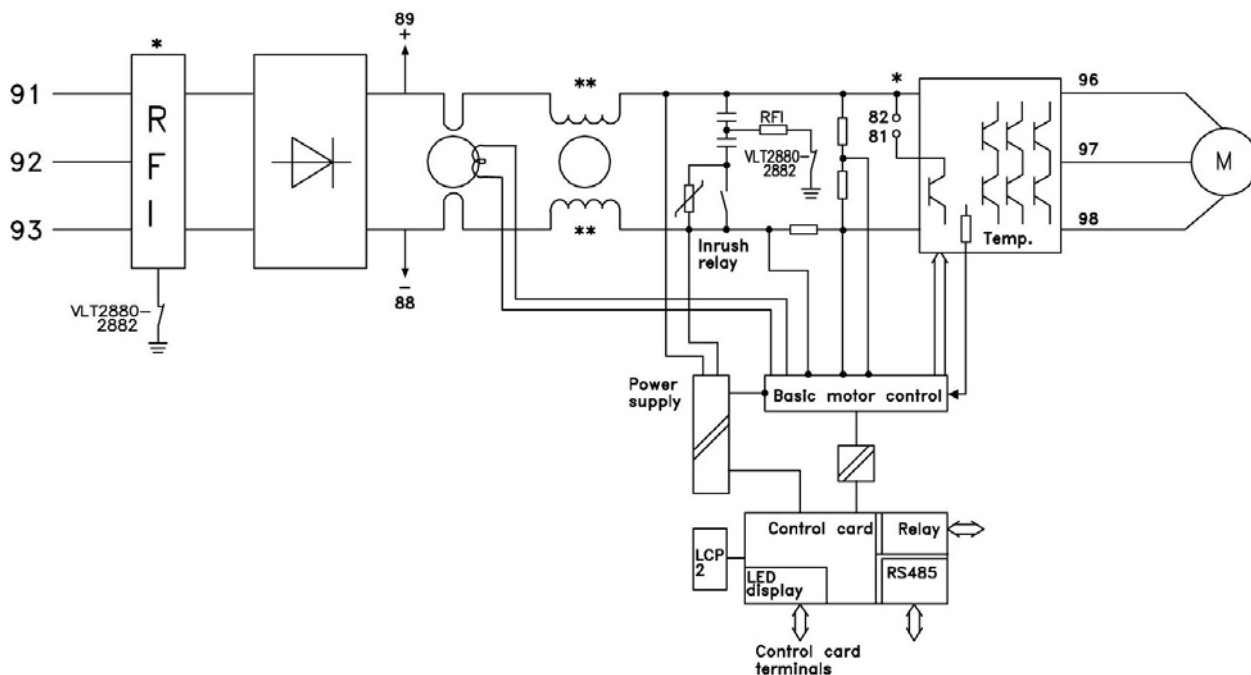 89
+
*
**
*
96
91
R
F
I
92
93
RFI
82
81
VLT2880-
2882
97
M
**
Inrush
relay
98
Temp.
–
88
VLT2880-
2882
Power
supply
Basic motor control
Control card
Relay
LCP
2
LED
display
RS485
Control card
terminals